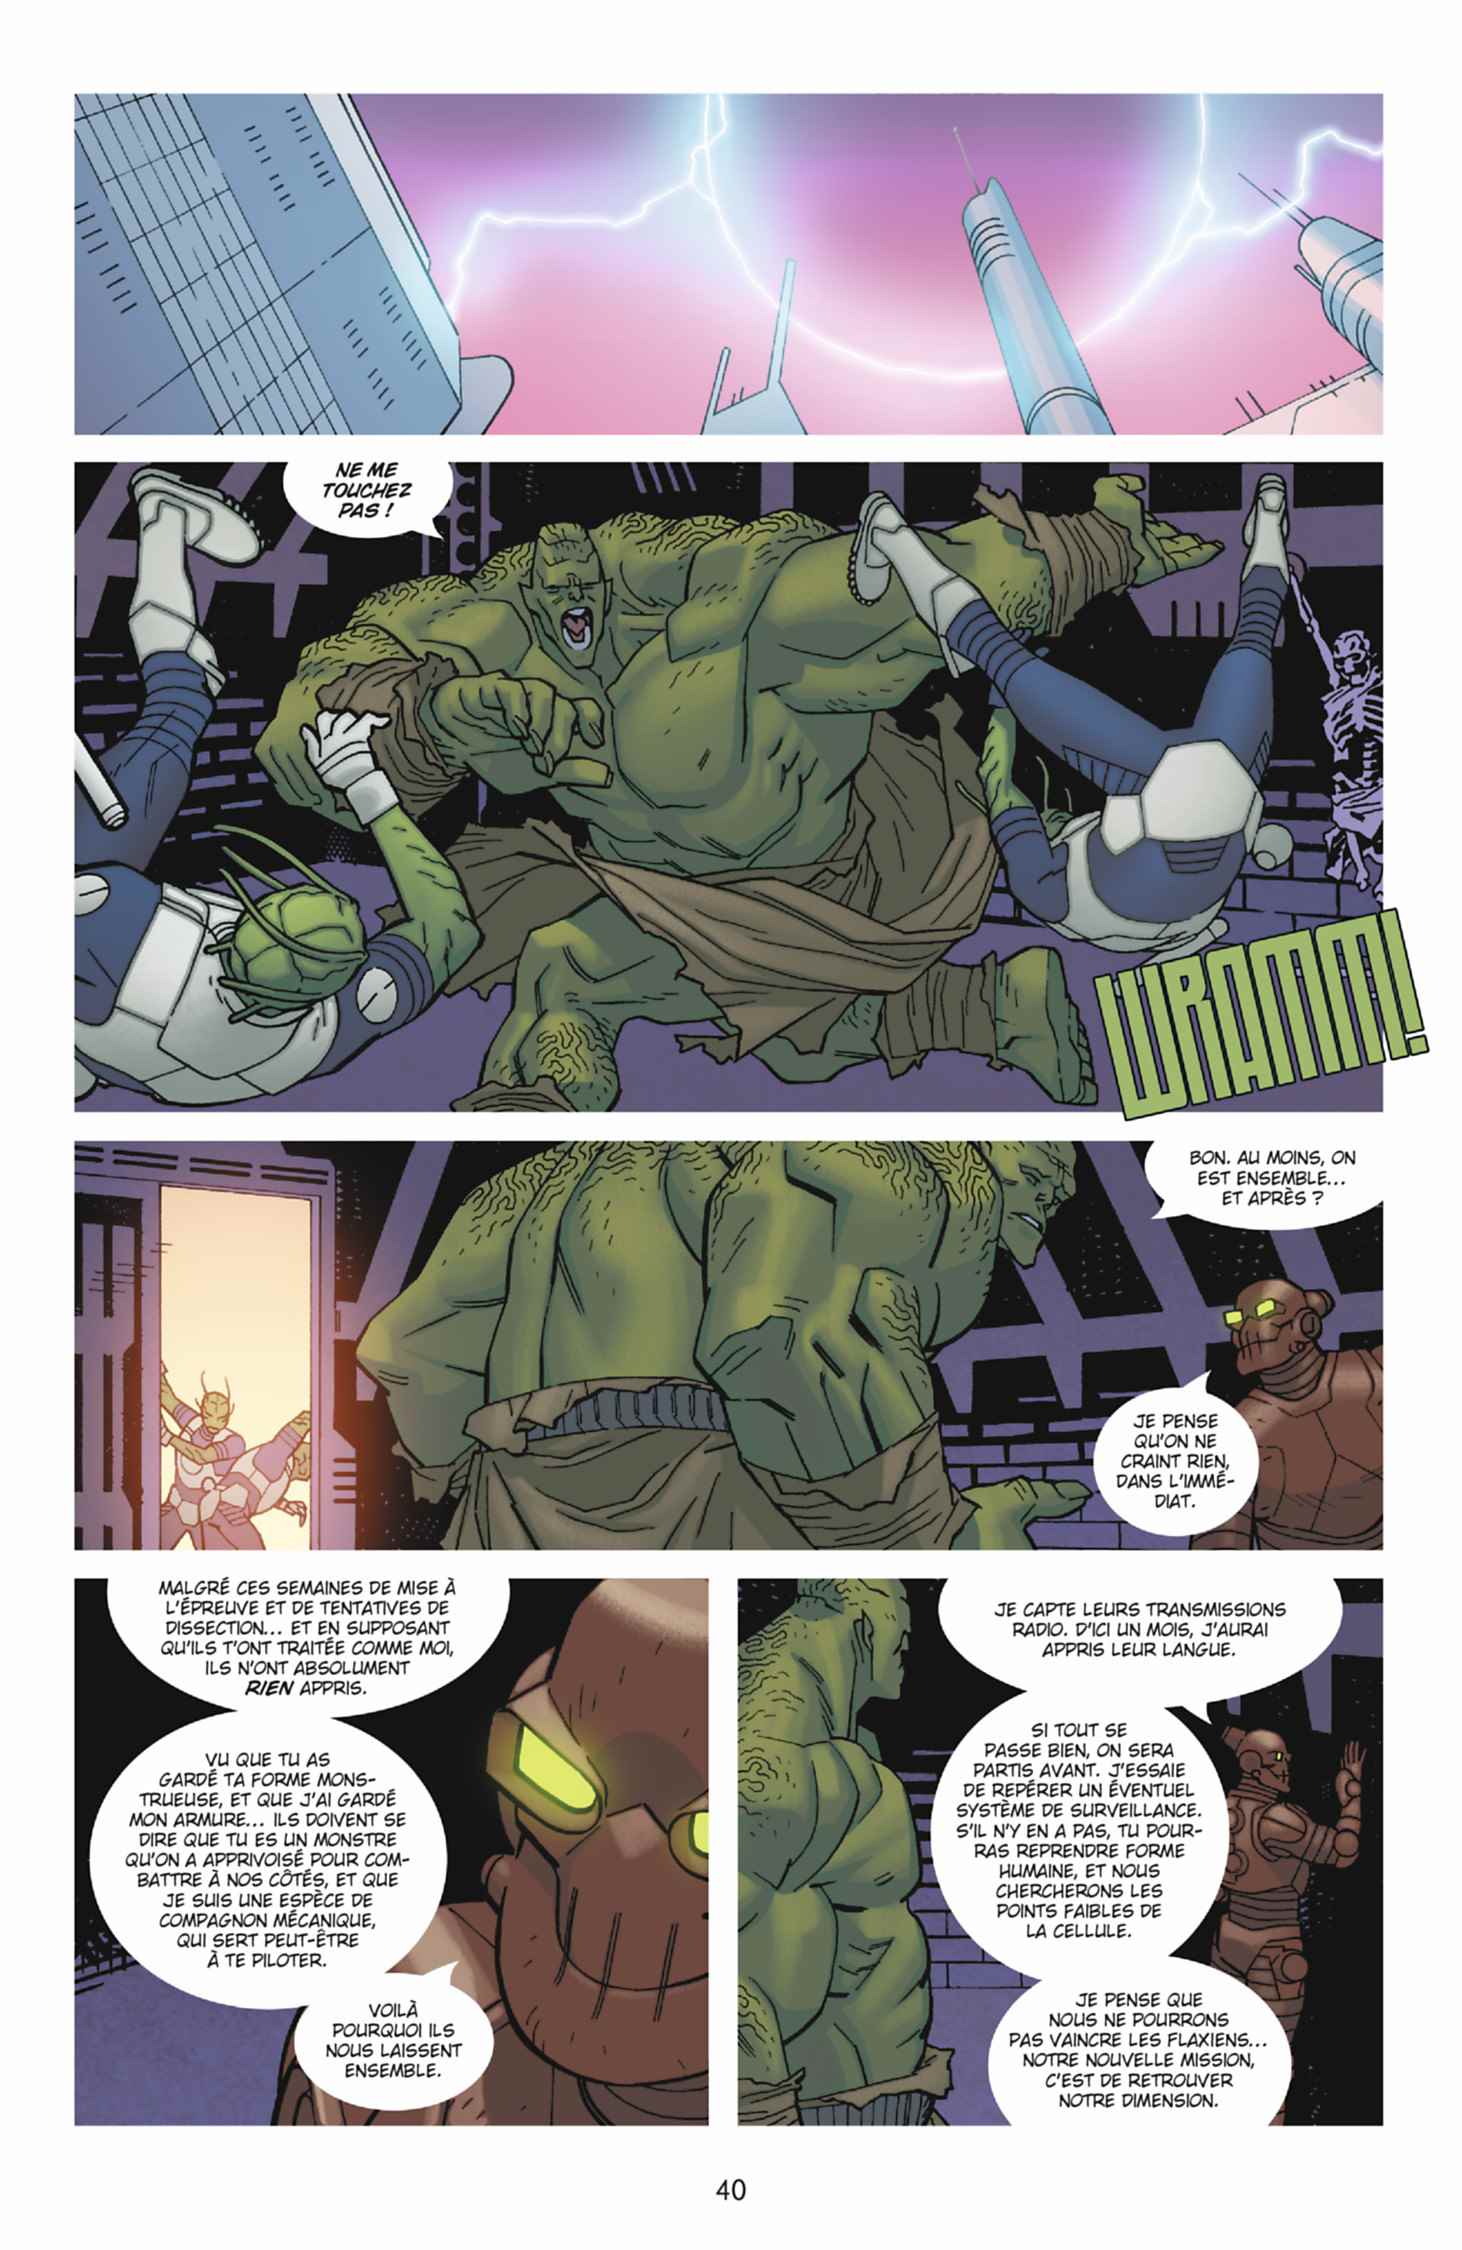 NE ME
TOUCHEZ
PAS !
WRAMM!
BON. AU MOINS, ON
EST ENSEMBLE...
ET APRÈS ?
JE PENSE
QU'ON NE
CRAINT RIEN,
DANS L'IMMÉ-
DIAT.
MALGRÉ CES SEMAINES DE MISE À
L'ÉPREUVE ET DE TENTATIVES DE
DISSECTION... ET EN SUPPOSANT
QU'ILS T'ONT TRAITÉE COMME MOI,
ILS N'ONT ABSOLUMENT
RIEN APPRIS.
VU QUE TU AS
GARDÉ TA FORME MONS-
TRUEUSE, ET QUE J'AI GARDÉ
MON ARMURE... ILS DOIVENT SE
DIRE QUE TU ES UN MONSTRE
QU'ON A APPRIVOISÉ POUR COM-
BATTRE À NOS CÔTÉS, ET QUE
JE SUIS UNE ESPÈCE DE
COMPAGNON MÉCANIQUE,
QUI SERT PEUT-ÊTRE
À TE PILOTER.
VOILÀ
POURQUOI ILS
NOUS LAISSENT
ENSEMBLE.
JE CAPTE LEURS TRANSMISSIONS
RADIO. D'ICI UN MOIS, J'AURAI
APPRIS LEUR LANGUE.
SI TOUT SE
PASSE BIEN, ON SERA
PARTIS AVANT. J'ESSAIE
DE REPÉRER UN ÉVENTUEL
SYSTÈME DE SURVEILLANCE.
S'IL N'Y EN A PAS, TU POUR-
RAS REPRENDRE FORME
HUMAINE, ET NOUS
CHERCHERONS LES
POINTS FAIBLES DE
LA CELLULE.
JE PENSE QUE
NOUS NE POURRONS
PAS VAINCRE LES FLAXIENS...
NOTRE NOUVELLE MISSION,
C'EST DE RETROUVER
NOTRE DIMENSION.
40